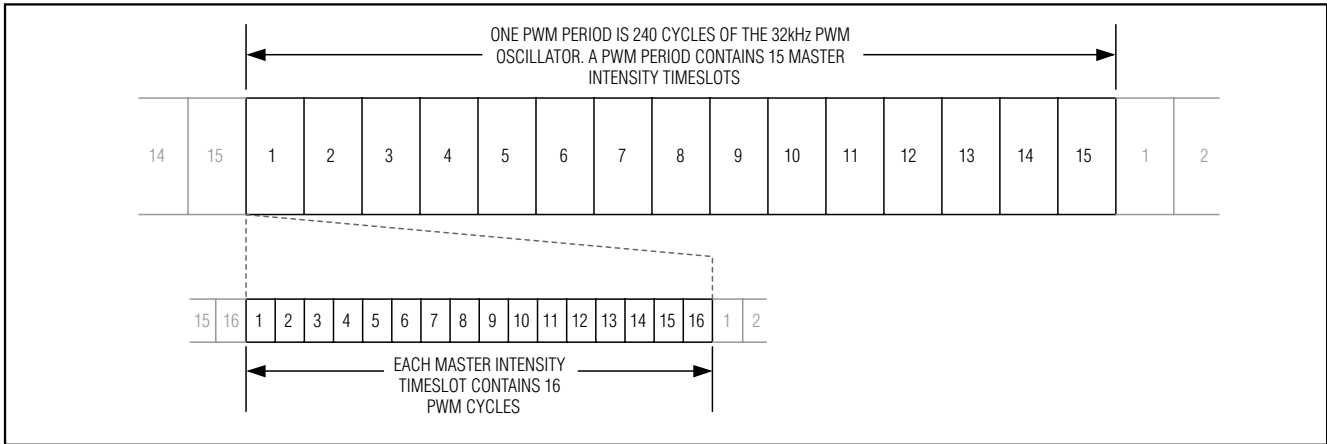 ONE PWM PERIOD IS 240 CYCLES OF THE 32kHz PWM
OSCILLATOR. A PWM PERIOD CONTAINS 15 MASTER
INTENSITY TIMESLOTS
14 15 1 2 3 4 5 6 7 8 9 10 11 12 13 14 15 1 2
15 16 1 2 3 4 5 6 7 8 9 10 11 12 13 14 15 16 1 2
EACH MASTER INTENSITY
TIMESLOT CONTAINS 16
PWM CYCLES